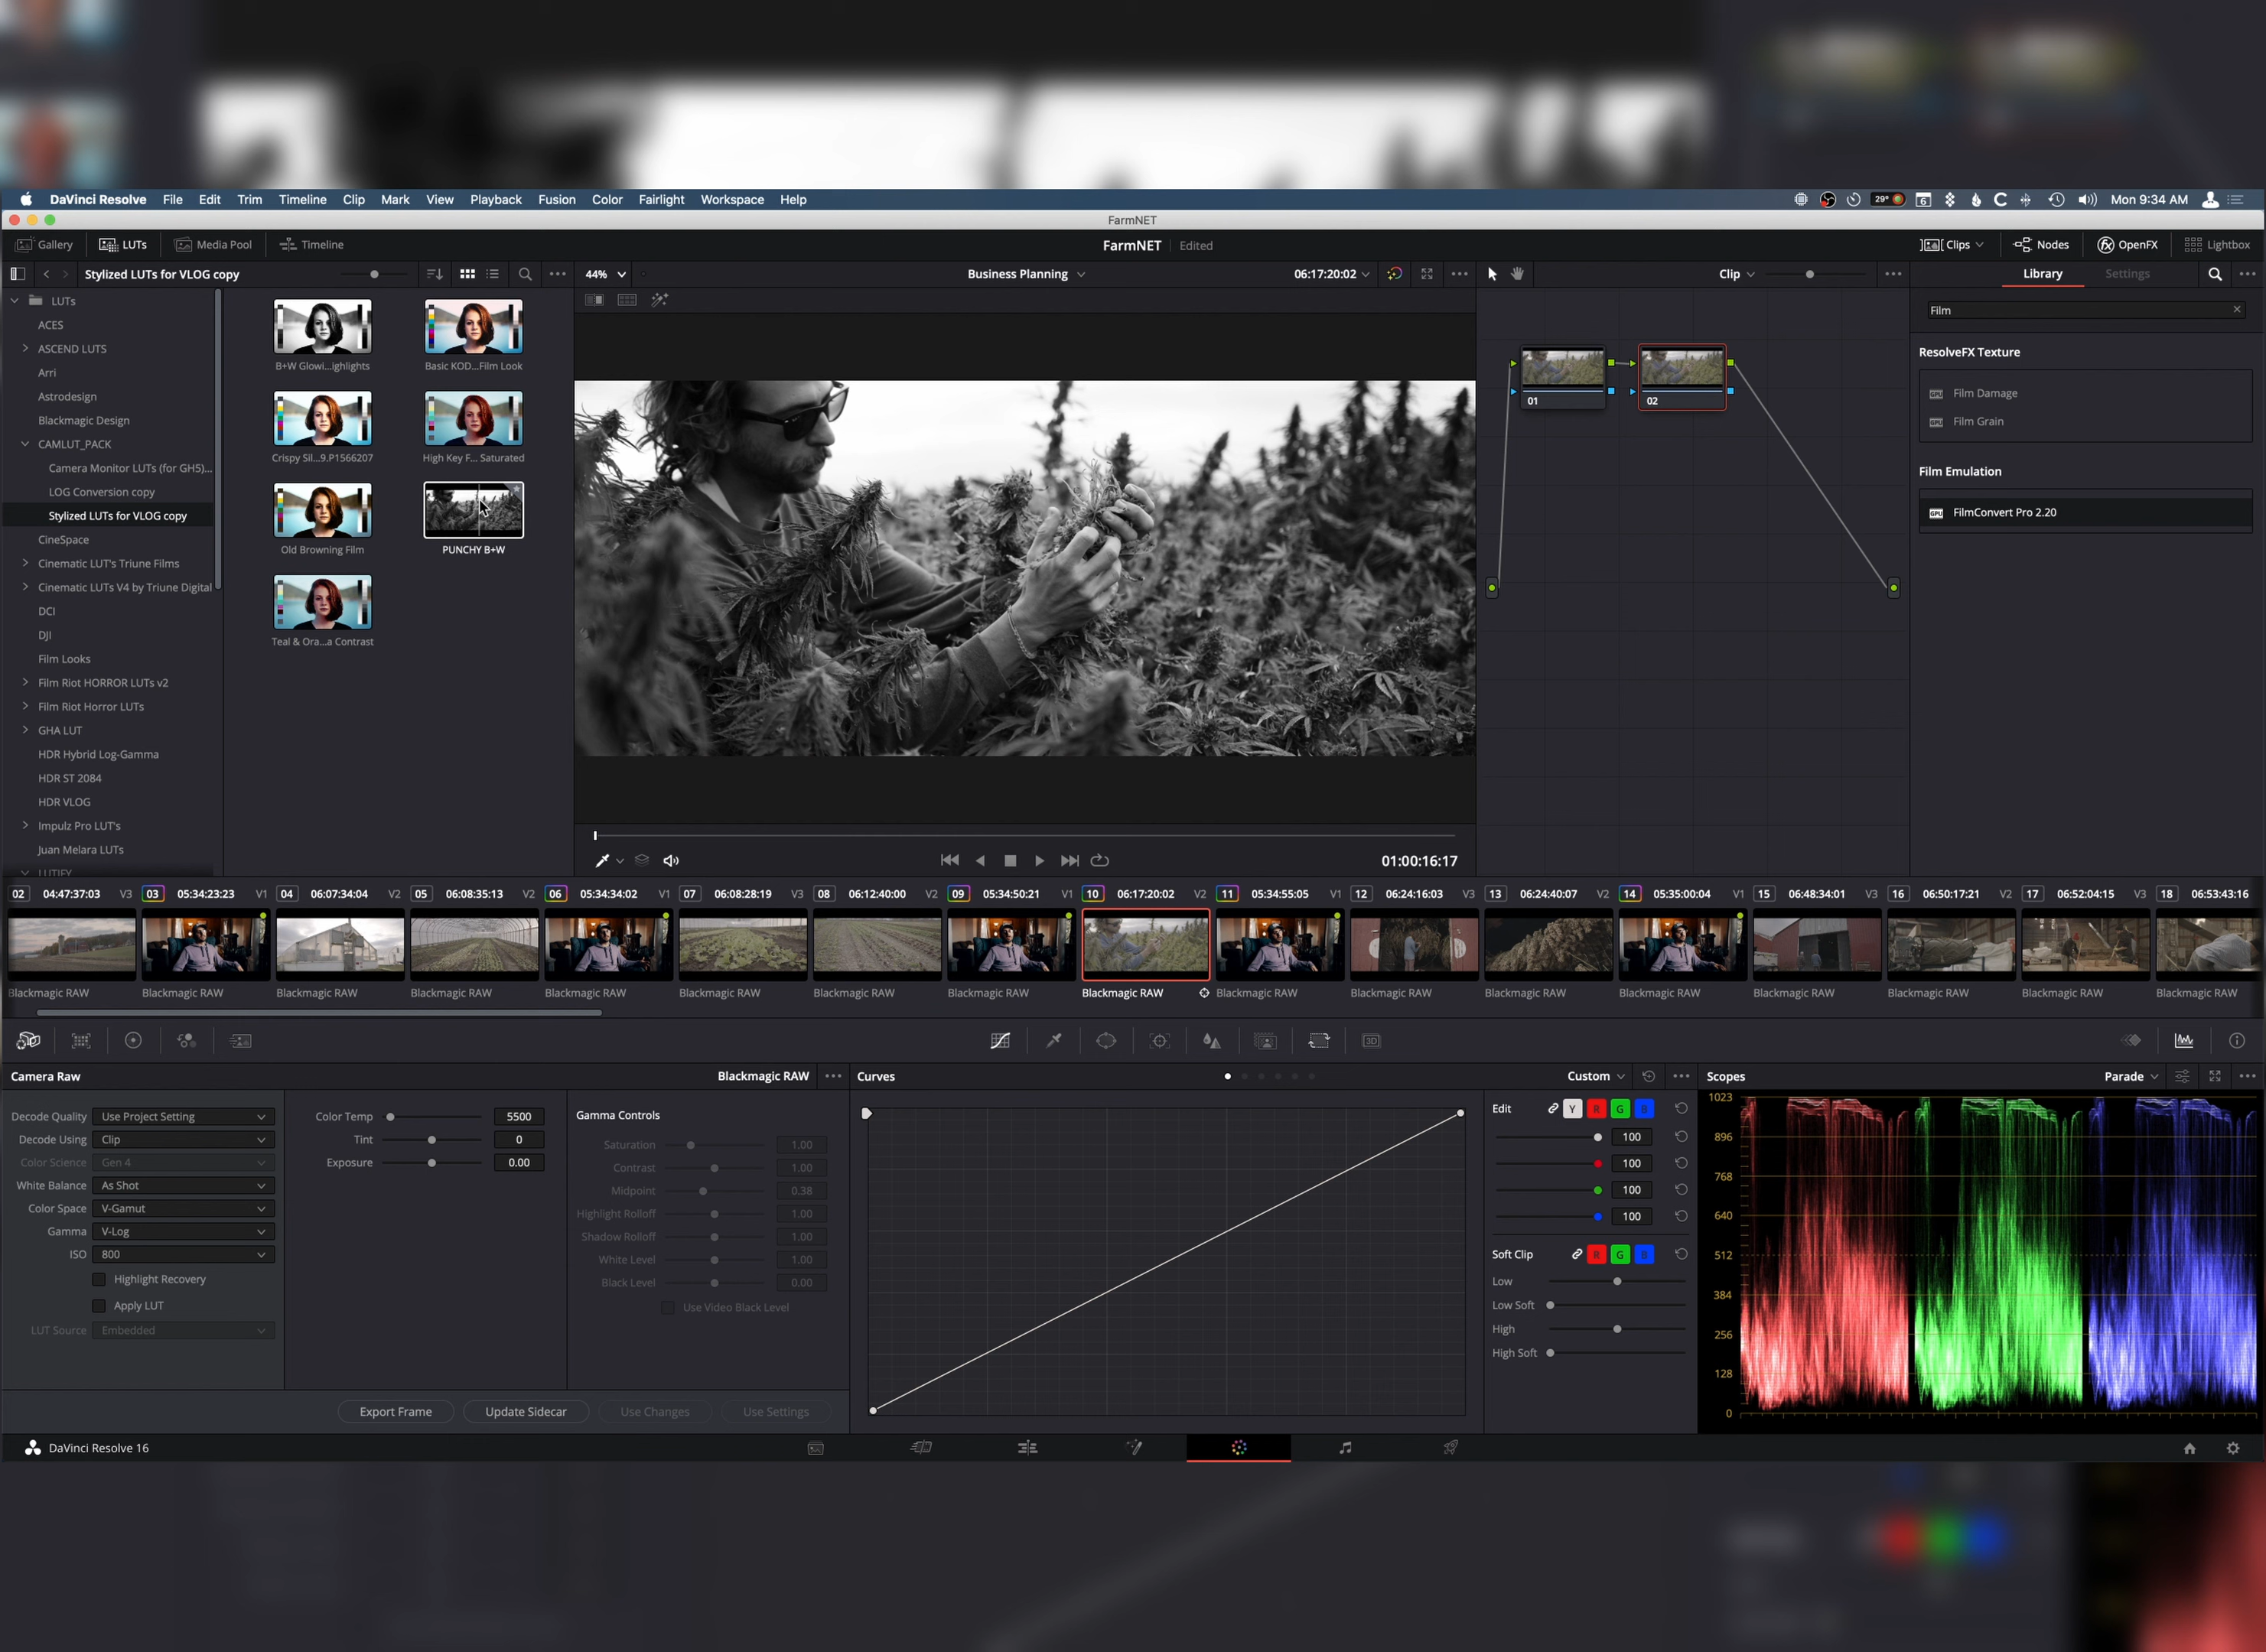 DaVinci Resolve File Edit Trim Timeline Clip Mark View Playback Fusion Color Fairlight Workspace Help 29° 6 Mon 9:34 AM
FarmNET
Gallery LUTs Media Pool Timeline FarmNET Edited Clips Nodes OpenFX Lightbox
Stylized LUTs for VLOG copy 44% Business Planning 06:17:20:02 Clip Library Settings
LUTs
ACES
ASCEND LUTS
Arri
Astrodesign
Blackmagic Design
CAMLUT_PACK
Camera Monitor LUTs (for GH5)...
LOG Conversion copy
Stylized LUTs for VLOG copy
CineSpace
Cinematic LUT's Triune Films
Cinematic LUTs V4 by Triune Digital
DCI
DJI
Film Looks
Film Riot HORROR LUTs v2
Film Riot Horror LUTs
GHA LUT
HDR Hybrid Log-Gamma
HDR ST 2084
HDR VLOG
Impulz Pro LUT's
Juan Melara LUTs
LUTIFY
B+W Glowi...ighlights Basic KOD...Film Look
Crispy Sil...9.P1566207 High Key F... Saturated
Old Browning Film PUNCHY B+W
Teal & Ora...a Contrast
01 02
Film
ResolveFX Texture
Film Damage
Film Grain
Film Emulation
FilmConvert Pro 2.20
01:00:16:17
02 04:47:37:03 V3 03 05:34:23:23 V1 04 06:07:34:04 V2 05 06:08:35:13 V2 06 05:34:34:02 V1 07 06:08:28:19 V3 08 06:12:40:00 V2 09 05:34:50:21 V1 10 06:17:20:02 V2 11 05:34:55:05 V1 12 06:24:16:03 V3 13 06:24:40:07 V2 14 05:35:00:04 V1 15 06:48:34:01 V3 16 06:50:17:21 V2 17 06:52:04:15 V3 18 06:53:43:16
Blackmagic RAW Blackmagic RAW Blackmagic RAW Blackmagic RAW Blackmagic RAW Blackmagic RAW Blackmagic RAW Blackmagic RAW Blackmagic RAW Blackmagic RAW Blackmagic RAW Blackmagic RAW Blackmagic RAW Blackmagic RAW Blackmagic RAW Blackmagic RAW Blackmagic RAW
3D
Camera Raw Blackmagic RAW Curves Custom Scopes Parade
Decode Quality Use Project Setting
Decode Using Clip
Color Science Gen 4
White Balance As Shot
Color Space V-Gamut
Gamma V-Log
ISO 800
Highlight Recovery
Apply LUT
LUT Source Embedded
Color Temp 5500
Tint 0
Exposure 0.00
Gamma Controls
Saturation 1.00
Contrast 1.00
Midpoint 0.38
Highlight Rolloff 1.00
Shadow Rolloff 1.00
White Level 1.00
Black Level 0.00
Use Video Black Level
Export Frame Update Sidecar Use Changes Use Settings
Edit Y R G B
100
100
100
100
Soft Clip R G B
Low
Low Soft
High
High Soft
1023
896
768
640
512
384
256
128
0
DaVinci Resolve 16